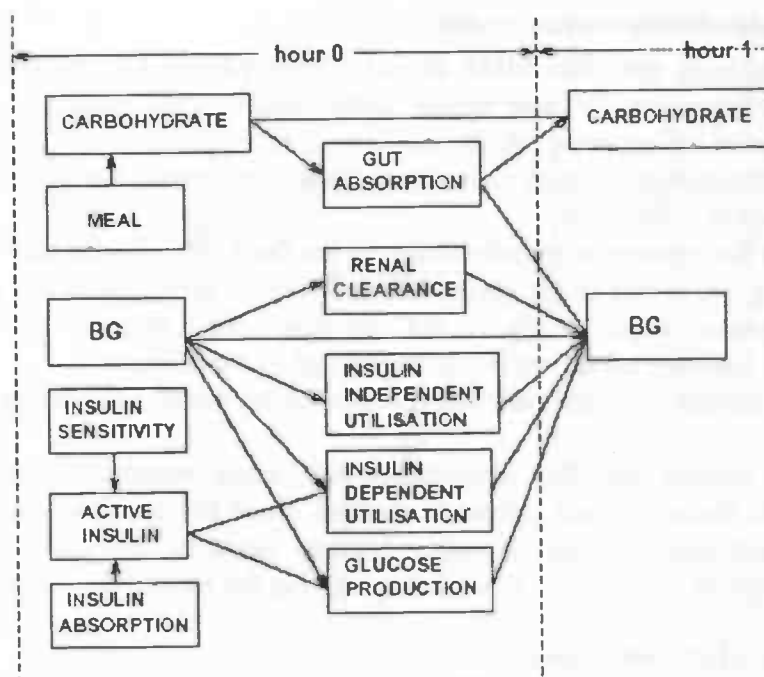 hour 0
hour 1
CARBOHYDRATE
CARBOHYDRATE
GUT
ABSORPTION
MEAL
RENAL
CLEARANCE
BG
BG
INSULIN
INDEPENDENT
UTILISATION
INSULIN
SENSITIVITY
INSULIN
DEPENDENT
UTILISATION
ACTIVE
INSULIN
GLUCOSE
PRODUCTION
INSULIN
ABSORPTION